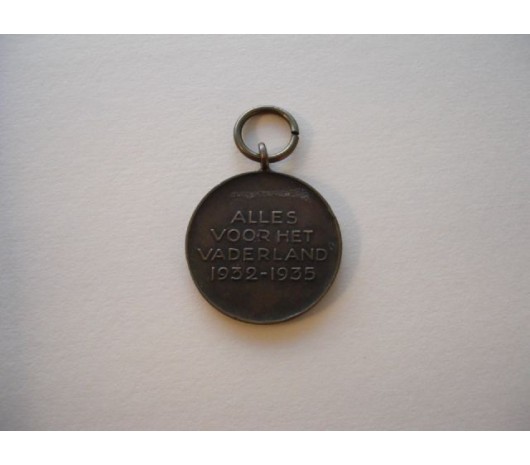 ALLES
VOOR HET
VADERLAND
1932-1935